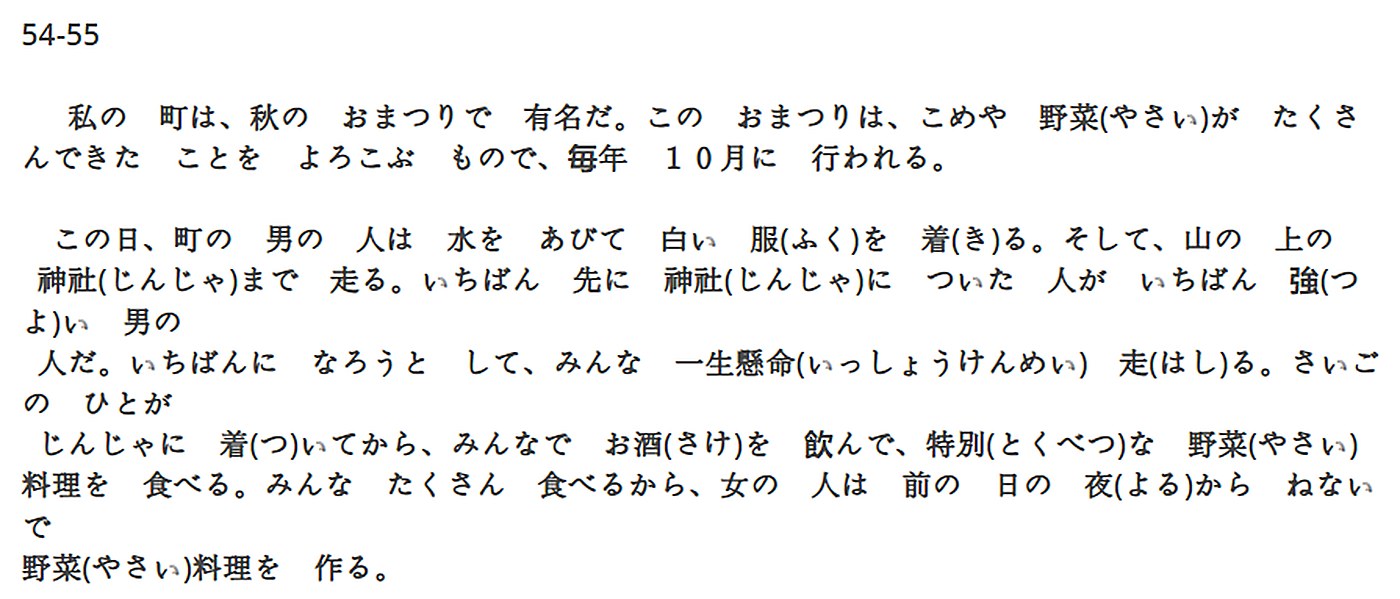 54-55
私の　町は、秋の　おまつりで　有名だ。この　おまつりは、こめや　野菜(やさい)が　たくさ
んできた　ことを　よろこぶ　もので、毎年　１０月に　行われる。
この日、町の　男の　人は　水を　あびて　白い　服(ふく)を　着(き)る。そして、山の　上の
神社(じんじゃ)まで　走る。いちばん　先に　神社(じんじゃ)に　ついた　人が　いちばん　強(つ
よ)い　男の
人だ。いちばんに　なろうと　して、みんな　一生懸命(いっしょうけんめい)　走(はし)る。さいご
の　ひとが
じんじゃに　着(つ)いてから、みんなで　お酒(さけ)を　飲んで、特別(とくべつ)な　野菜(やさい)
料理を　食べる。みんな　たくさん　食べるから、女の　人は　前の　日の　夜(よる)から　ねない
で
野菜(やさい)料理を　作る。